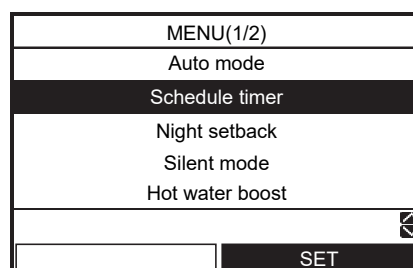 MENU(1/2)
Auto mode
Schedule timer
Night setback
Silent mode
Hot water boost
SET